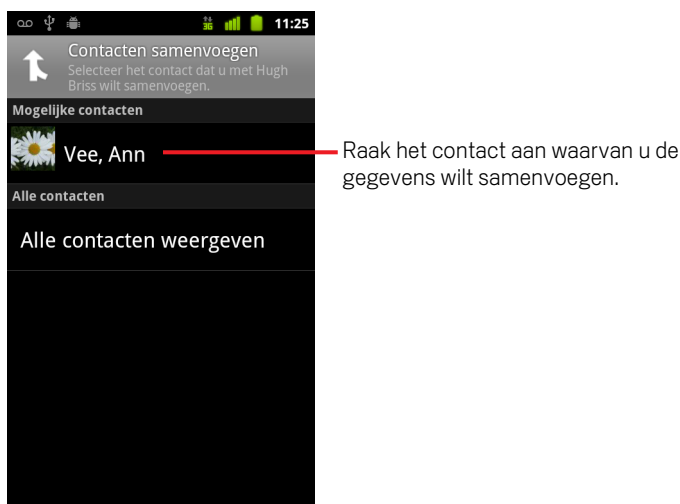 3G 11:25
Contacten samenvoegen
Selecteer het contact dat u met Hugh
Briss wilt samenvoegen.
Mogelijke contacten
Vee, Ann
Raak het contact aan waarvan u de
gegevens wilt samenvoegen.
Alle contacten
Alle contacten weergeven